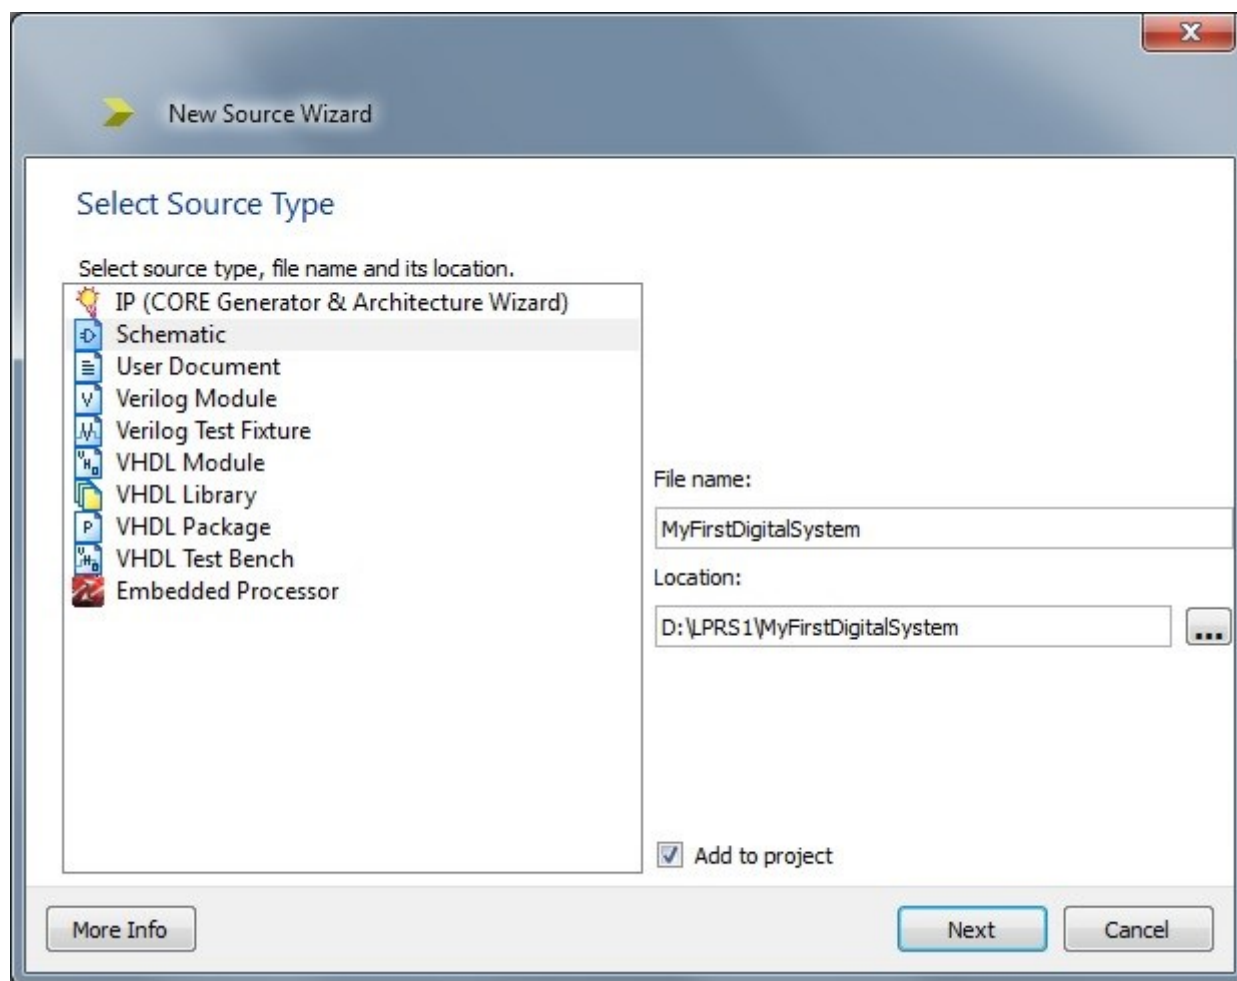 New Source Wizard
Select Source Type
Select source type, file name and its location.
IP (CORE Generator & Architecture Wizard)
Schematic
User Document
Verilog Module
Verilog Test Fixture
VHDL Module
VHDL Library
VHDL Package
VHDL Test Bench
Embedded Processor
File name:
MyFirstDigitalSystem
Location:
D:\LPRS1\MyFirstDigitalSystem
...
Add to project
More Info
Next
Cancel